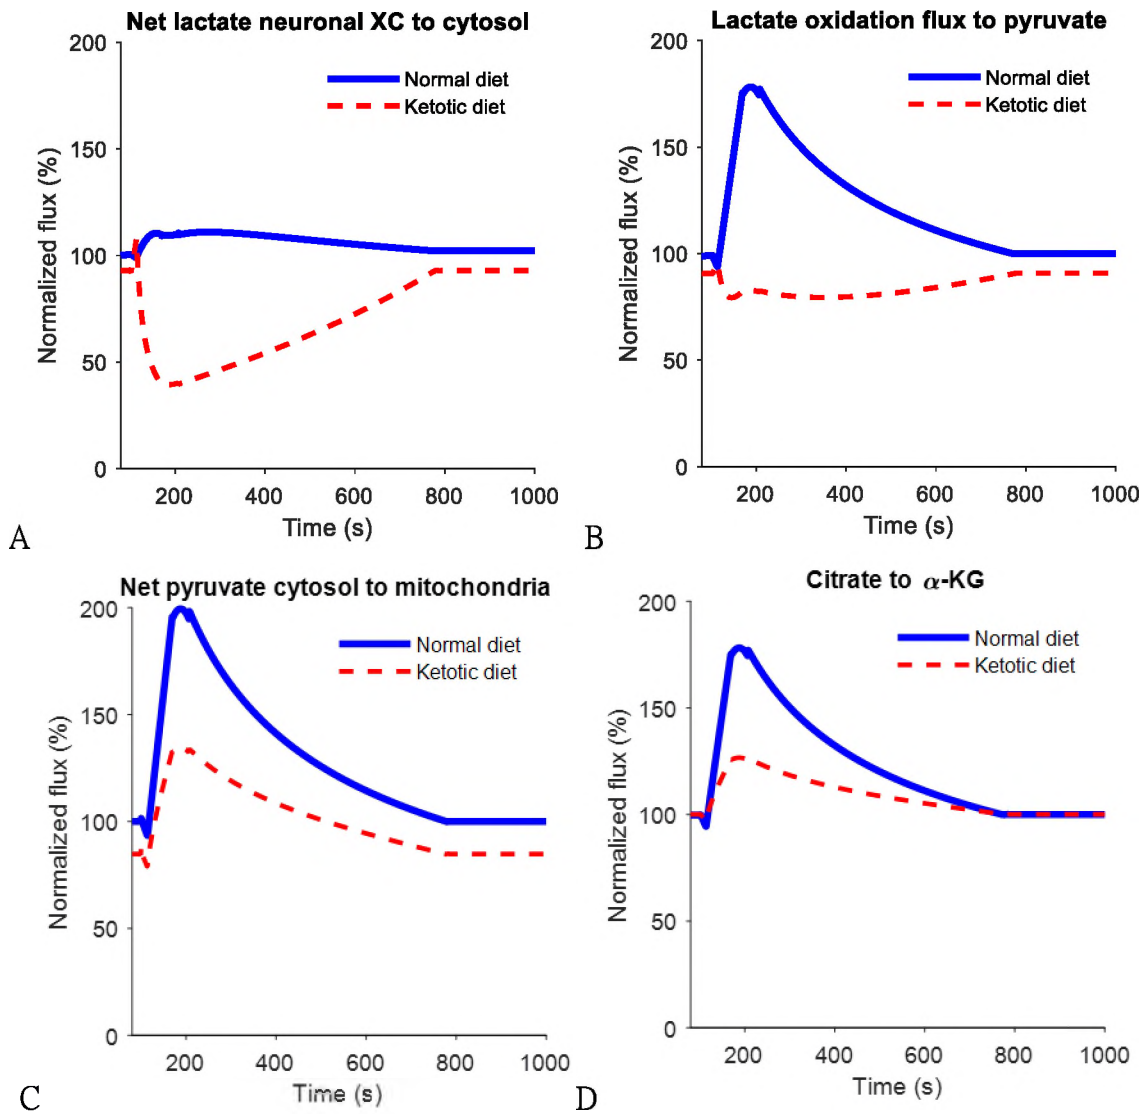 Net lactate neuronal XC to cytosol
200
150
100
50
0
Normalized flux (%)
Normal diet
Ketotic diet
200
400
600
800
1000
Time (s)
A
Lactate oxidation flux to pyruvate
200
150
100
50
0
Normalized flux (%)
Normal diet
Ketotic diet
200
400
600
800
1000
Time (s)
B
Net pyruvate cytosol to mitochondria
200
150
100
50
0
Normalized flux (%)
Normal diet
Ketotic diet
200
400
600
800
1000
Time (s)
C
Citrate to α-KG
200
150
100
50
0
Normalized flux (%)
Normal diet
Ketotic diet
200
400
600
800
1000
Time (s)
D